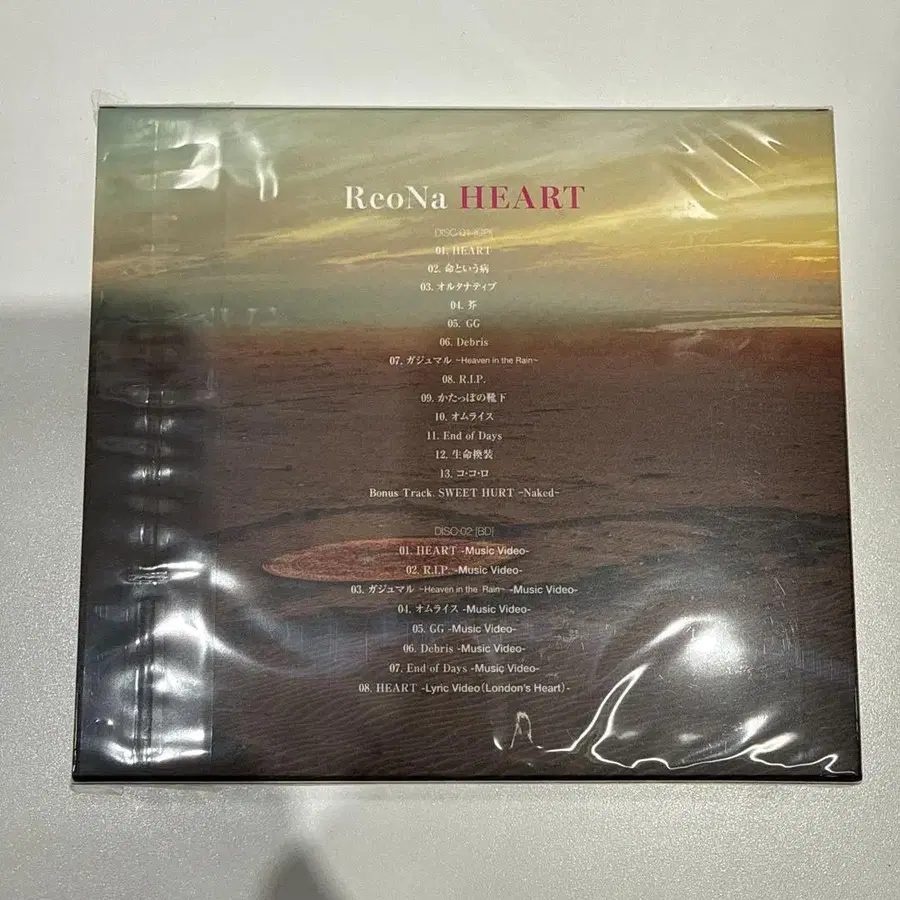 ReoNa HEART
DISC 01 [CD]
01. HEART
02. 命という病
03. オルタナティブ
04. 芥
05. GG
06. Debris
07. ガジュマル ~Heaven in the Rain~
08. R.I.P.
09. かたっぽの靴下
10. オムライス
11. End of Days
12. 生命換装
13. コ・コ・ロ
Bonus Track. SWEET HURT -Naked-
DISC 02 [BD]
01. HEART -Music Video-
02. R.I.P. -Music Video-
03. ガジュマル ~Heaven in the Rain~ -Music Video-
04. オムライス -Music Video-
05. GG -Music Video-
06. Debris -Music Video-
07. End of Days -Music Video-
08. HEART -Lyric Video(London's Heart)-